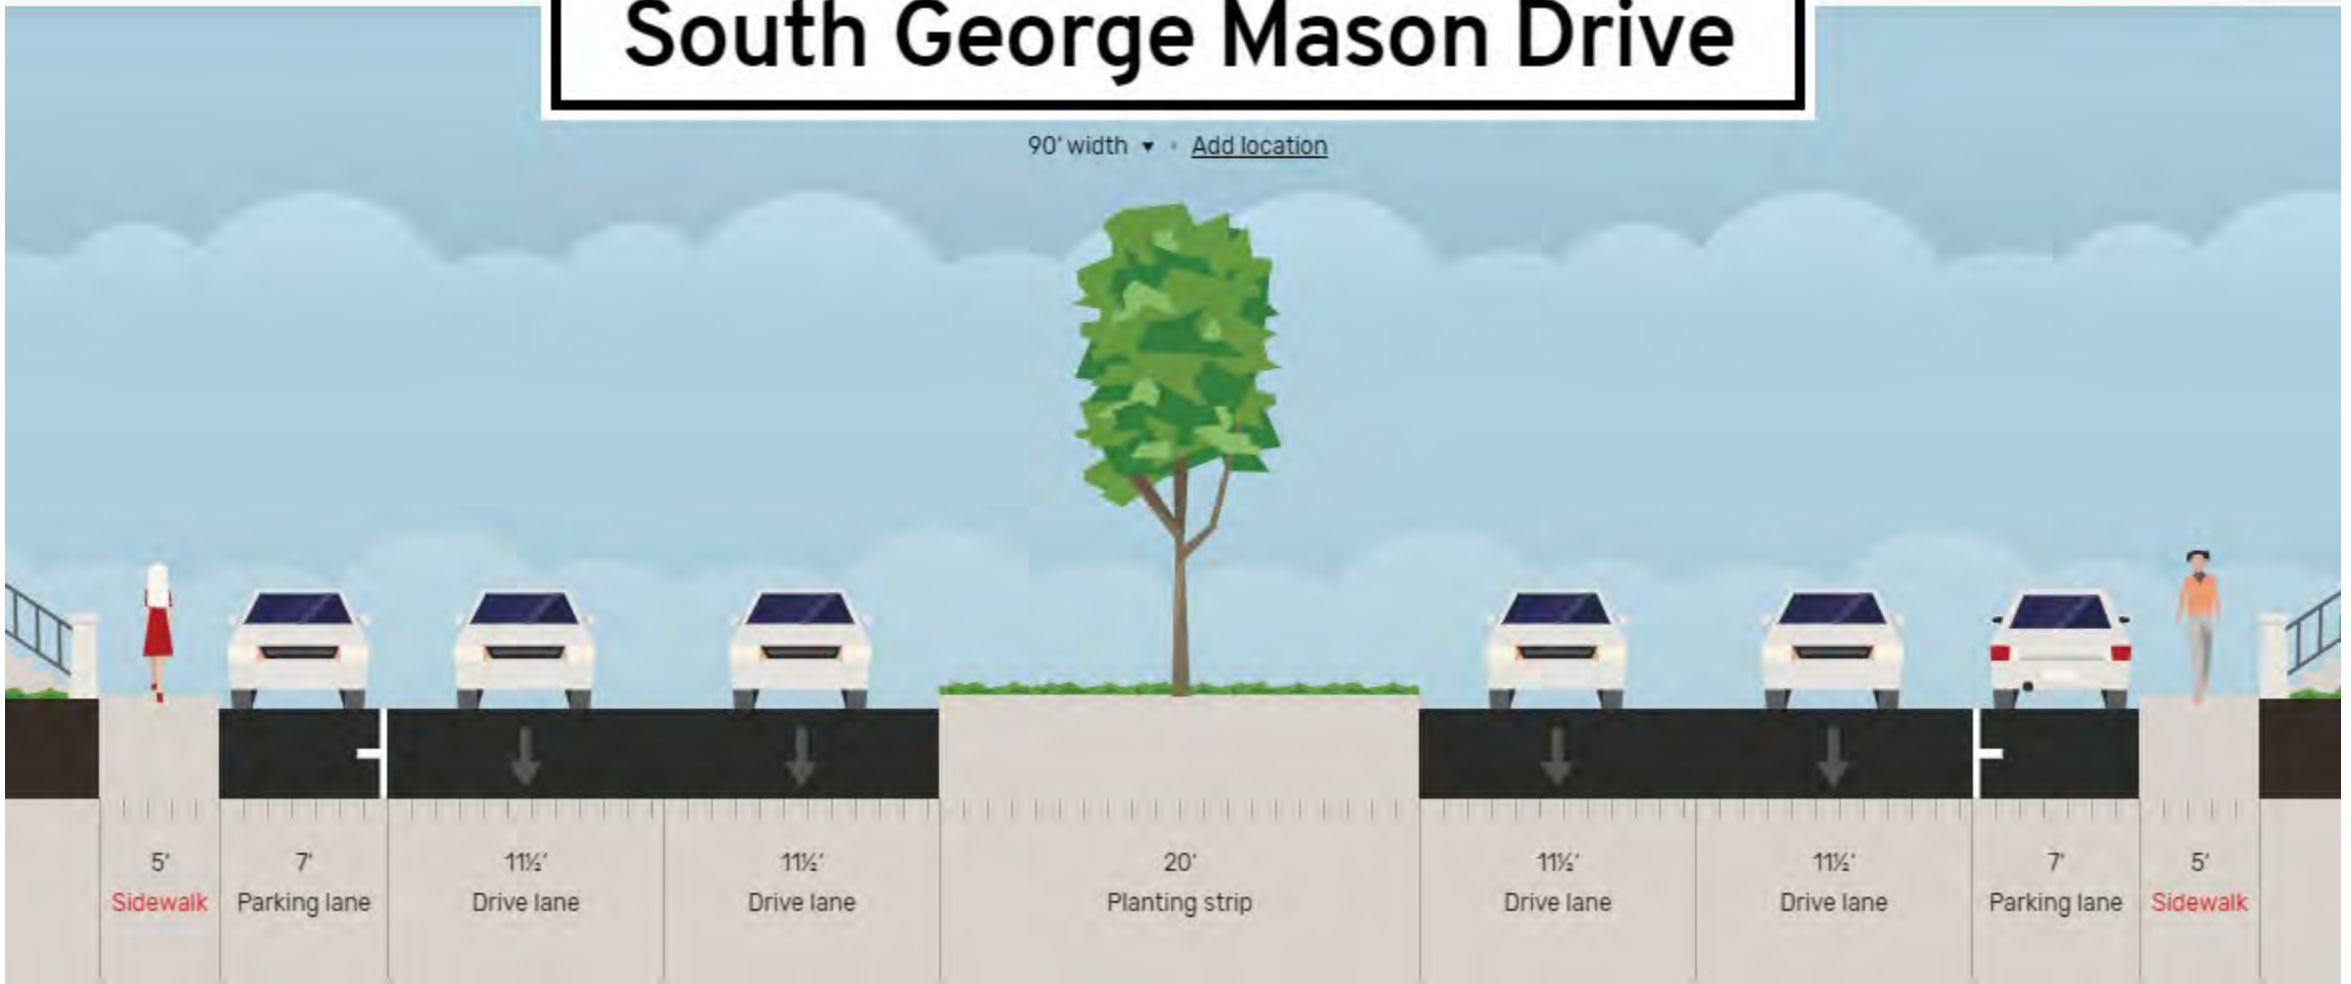 South George Mason Drive
90' width ▾ · Add location
5' 7' 11½' 11½' 20' 11½' 11½' 7' 5'
Sidewalk Parking lane Drive lane Drive lane Planting strip Drive lane Drive lane Parking lane Sidewalk